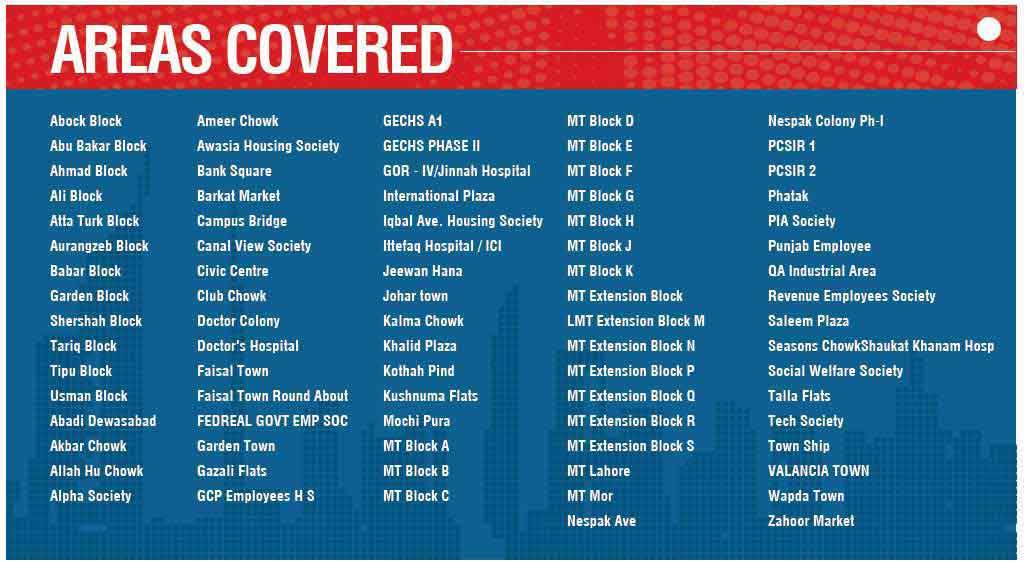 AREAS COVERED
Abock Block
Abu Bakar Block
Ahmad Block
Ali Block
Atta Turk Block
Aurangzeb Block
Babar Block
Garden Block
Shershah Block
Tariq Block
Tipu Block
Usman Block
Abadi Dewasabad
Akbar Chowk
Allah Hu Chowk
Alpha Society
Ameer Chowk
Awasia Housing Society
Bank Square
Barkat Market
Campus Bridge
Canal View Society
Civic Centre
Club Chowk
Doctor Colony
Doctor's Hospital
Faisal Town
Faisal Town Round About
FEDREAL GOVT EMP SOC
Garden Town
Gazali Flats
GCP Employees H S
GECHS A1
GECHS PHASE II
GOR - IV/Jinnah Hospital
International Plaza
Iqbal Ave. Housing Society
Ittefaq Hospital / ICI
Jeewan Hana
Johar town
Kalma Chowk
Khalid Plaza
Kothah Pind
Kushnuma Flats
Mochi Pura
MT Block A
MT Block B
MT Block C
MT Block D
MT Block E
MT Block F
MT Block G
MT Block H
MT Block J
MT Block K
MT Extension Block
LMT Extension Block M
MT Extension Block N
MT Extension Block P
MT Extension Block Q
MT Extension Block R
MT Extension Block S
MT Lahore
MT Mor
Nespak Ave
Nespak Colony Ph-I
PCSIR 1
PCSIR 2
Phatak
PIA Society
Punjab Employee
QA Industrial Area
Revenue Employees Society
Saleem Plaza
Seasons ChowkShaukat Khanam Hosp
Social Welfare Society
Talla Flats
Tech Society
Town Ship
VALANCIA TOWN
Wapda Town
Zahoor Market